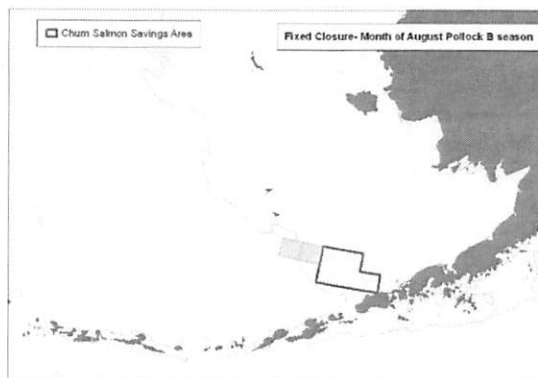 Chum Salmon Savings Area
Fixed Closure- Month of August Pollock B season